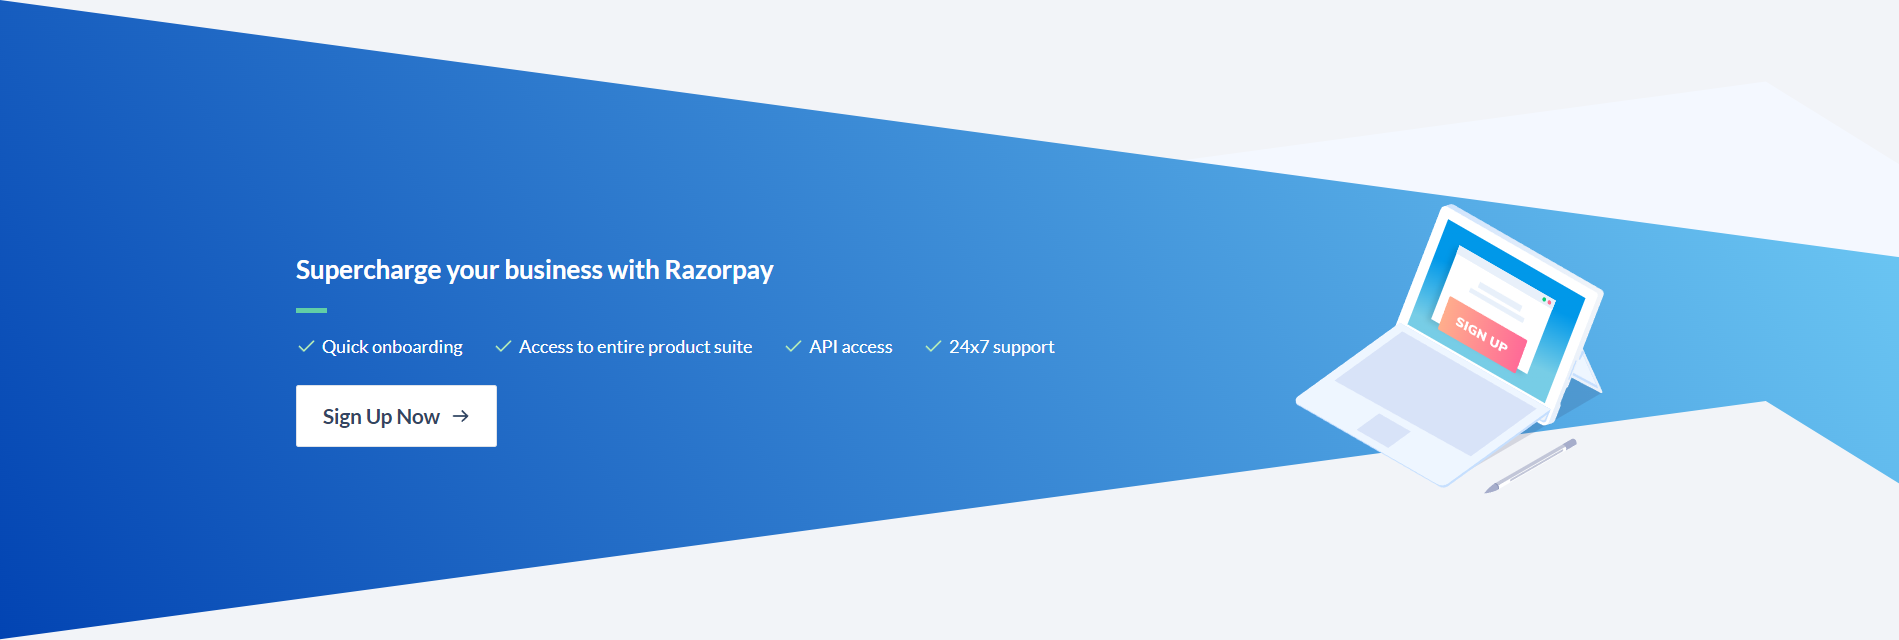 Supercharge your business with Razorpay
Quick onboarding Access to entire product suite API access 24x7 support
Sign Up Now
SIGN UP